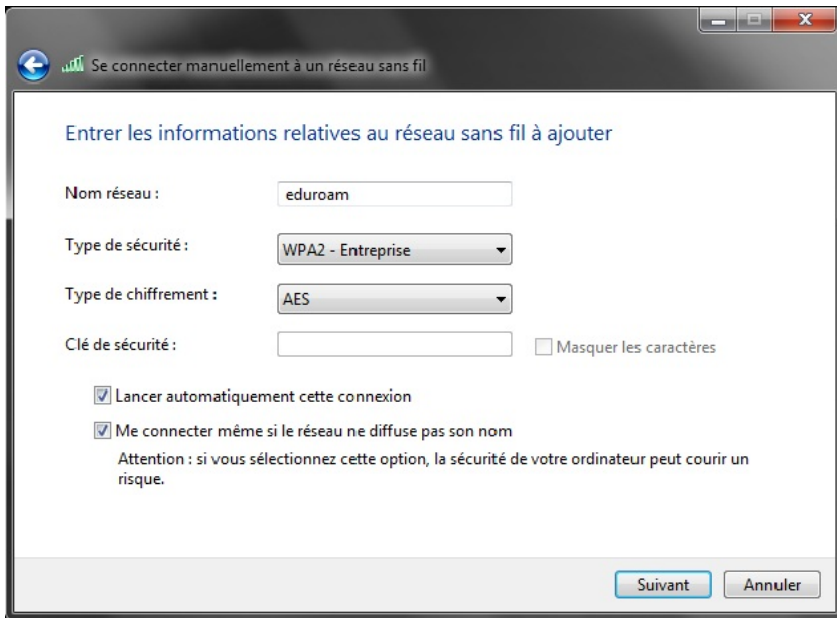 Se connecter manuellement à un réseau sans fil
Entrer les informations relatives au réseau sans fil à ajouter
Nom réseau : eduroam
Type de sécurité : WPA2 - Entreprise
Type de chiffrement : AES
Clé de sécurité : Masquer les caractères
Lancer automatiquement cette connexion
Me connecter même si le réseau ne diffuse pas son nom
Attention : si vous sélectionnez cette option, la sécurité de votre ordinateur peut courir un
risque.
Suivant Annuler